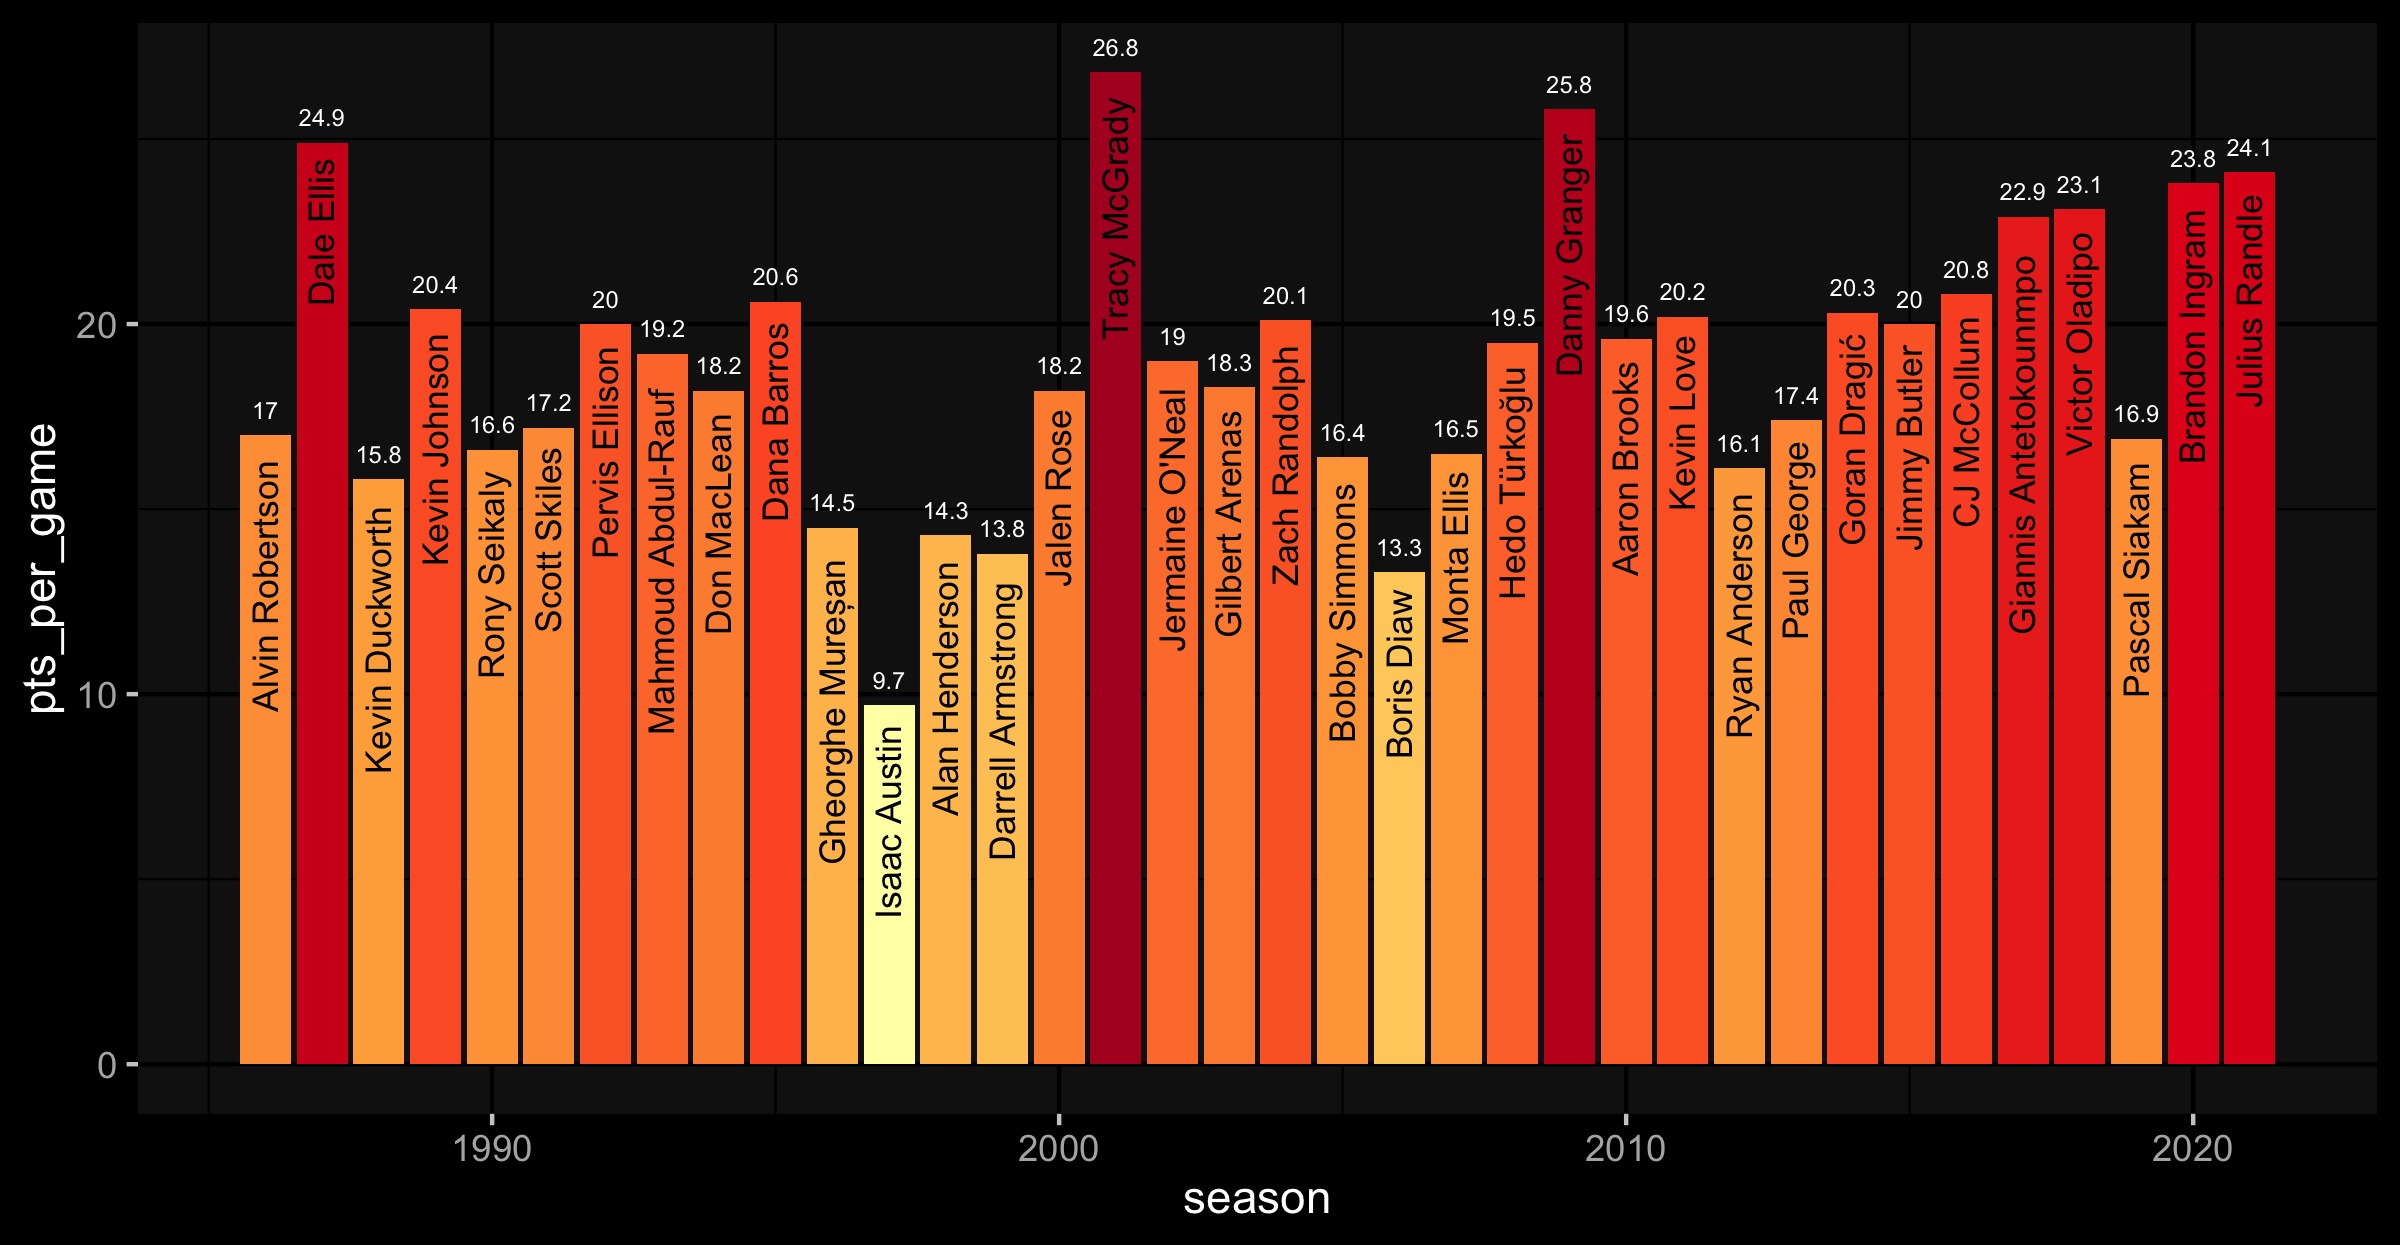 pts_per_game
20
10
0
17
24.9
15.8
20.4
16.6
17.2
20
19.2
18.2
20.6
14.5
9.7
14.3
13.8
18.2
26.8
19
18.3
20.1
16.4
13.3
16.5
19.5
25.8
19.6
20.2
16.1
17.4
20.3
20
20.8
22.9
23.1
16.9
23.8
24.1
Alvin Robertson
Dale Ellis
Kevin Duckworth
Kevin Johnson
Rony Seikaly
Scott Skiles
Pervis Ellison
Mahmoud Abdul-Rauf
Don MacLean
Dana Barros
Gheorghe Mureșan
Isaac Austin
Alan Henderson
Darrell Armstrong
Jalen Rose
Tracy McGrady
Jermaine O'Neal
Gilbert Arenas
Zach Randolph
Bobby Simmons
Boris Diaw
Monta Ellis
Hedo Türkoğlu
Danny Granger
Aaron Brooks
Kevin Love
Ryan Anderson
Paul George
Goran Dragić
Jimmy Butler
CJ McCollum
Giannis Antetokounmpo
Victor Oladipo
Pascal Siakam
Brandon Ingram
Julius Randle
1990
2000
2010
2020
season